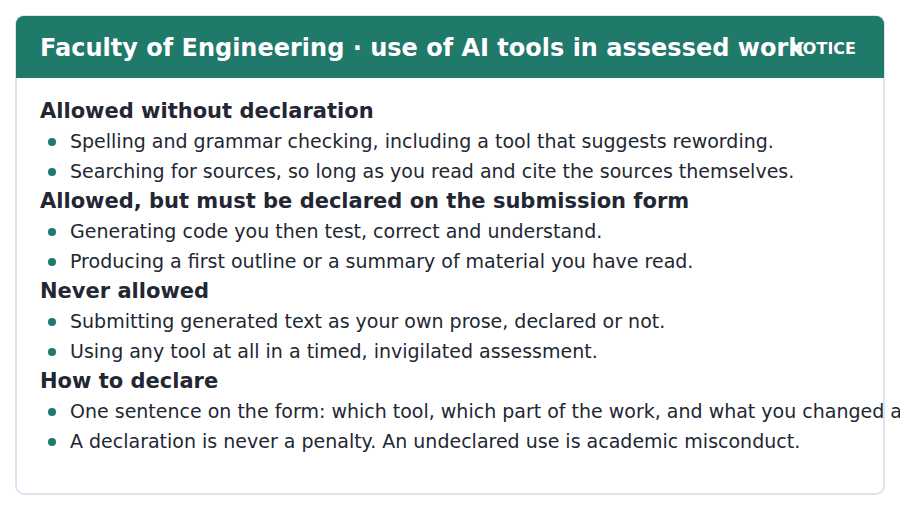 Faculty of Engineering · use of AI tools in assessed work
NOTICE
Allowed without declaration
Spelling and grammar checking, including a tool that suggests rewording.
Searching for sources, so long as you read and cite the sources themselves.
Allowed, but must be declared on the submission form
Generating code you then test, correct and understand.
Producing a first outline or a summary of material you have read.
Never allowed
Submitting generated text as your own prose, declared or not.
Using any tool at all in a timed, invigilated assessment.
How to declare
One sentence on the form: which tool, which part of the work, and what you changed
A declaration is never a penalty. An undeclared use is academic misconduct.